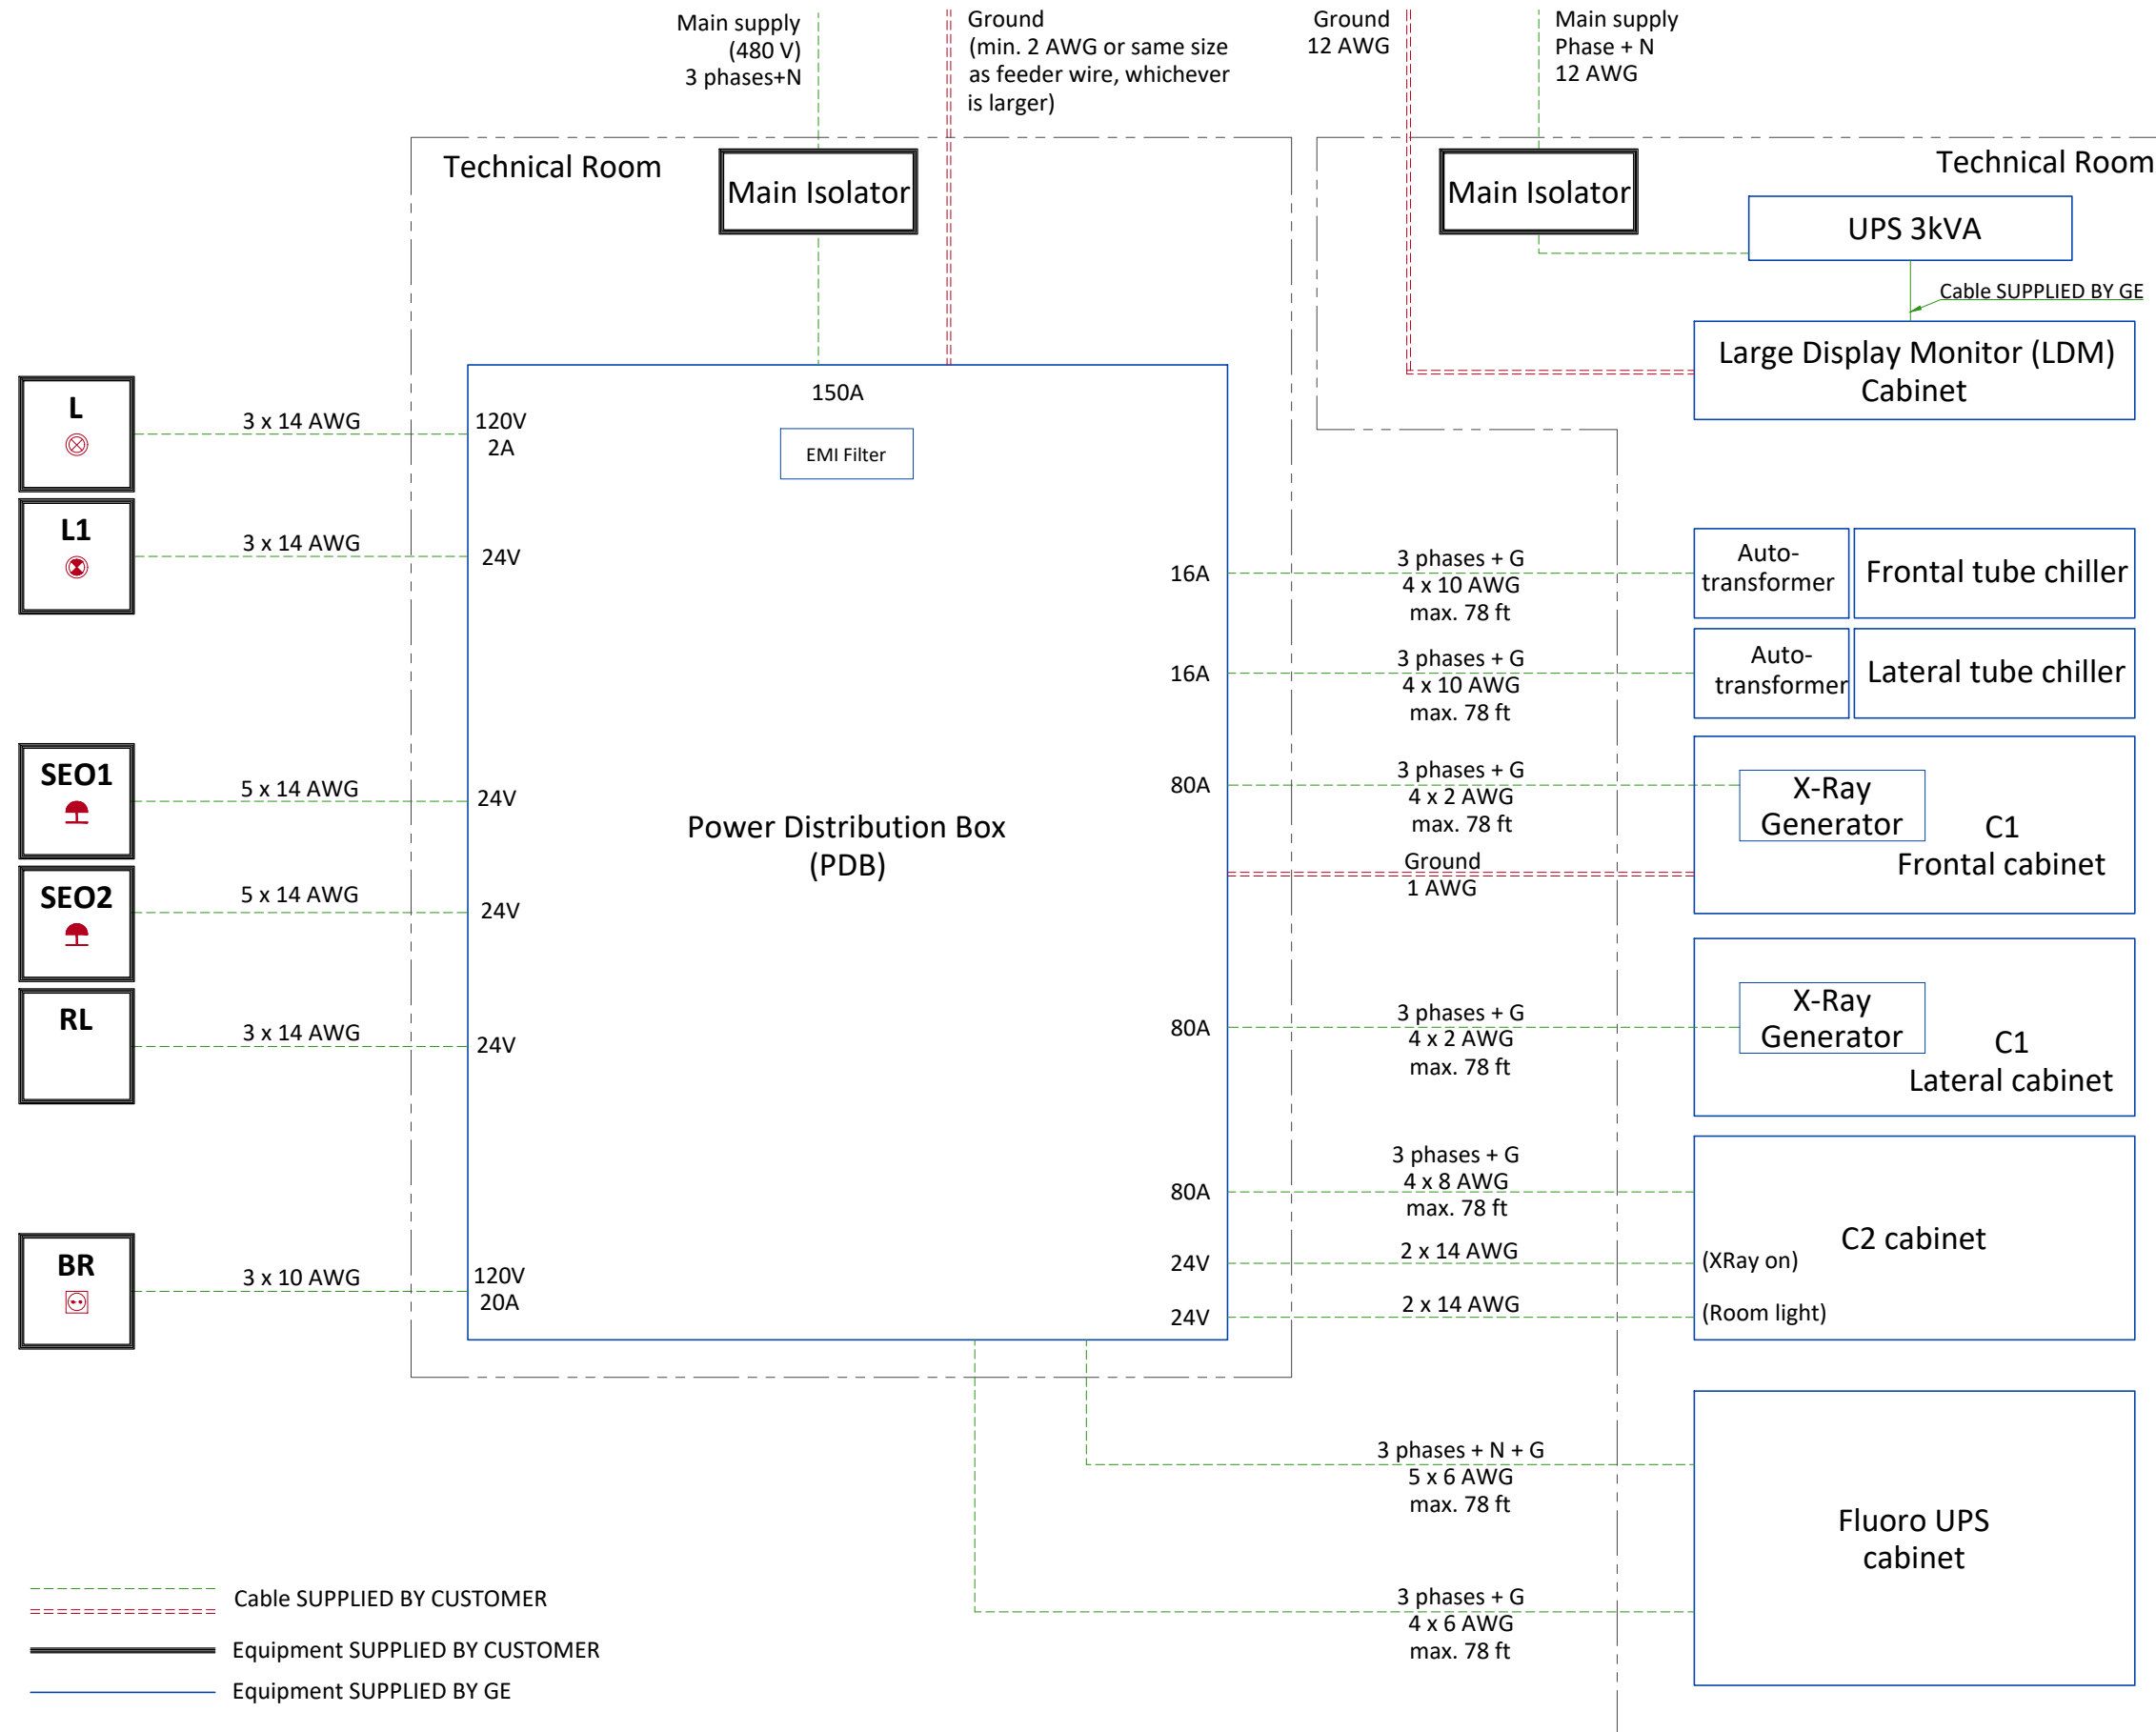 Main supply
(480 V)
3 phases+N
Ground
(min. 2 AWG or same size
as feeder wire, whichever
is larger)
Ground
12 AWG
Main supply
Phase + N
12 AWG
Technical Room
Main Isolator
Main Isolator
Technical Room
UPS 3kVA
Cable SUPPLIED BY GE
Large Display Monitor (LDM)
Cabinet
150A
EMI Filter
L
3 x 14 AWG
120V
2A
L1
3 x 14 AWG
24V
SEO1
5 x 14 AWG
24V
SEO2
5 x 14 AWG
24V
RL
3 x 14 AWG
24V
BR
3 x 10 AWG
120V
20A
Power Distribution Box
(PDB)
16A
3 phases + G
4 x 10 AWG
max. 78 ft
Auto-
transformer
Frontal tube chiller
16A
3 phases + G
4 x 10 AWG
max. 78 ft
Auto-
transformer
Lateral tube chiller
80A
3 phases + G
4 x 2 AWG
max. 78 ft
X-Ray
Generator
C1
Frontal cabinet
Ground
1 AWG
80A
3 phases + G
4 x 2 AWG
max. 78 ft
X-Ray
Generator
C1
Lateral cabinet
80A
3 phases + G
4 x 8 AWG
max. 78 ft
C2 cabinet
24V
2 x 14 AWG
(XRay on)
24V
2 x 14 AWG
(Room light)
3 phases + N + G
5 x 6 AWG
max. 78 ft
Fluoro UPS
cabinet
3 phases + G
4 x 6 AWG
max. 78 ft
Cable SUPPLIED BY CUSTOMER
Equipment SUPPLIED BY CUSTOMER
Equipment SUPPLIED BY GE